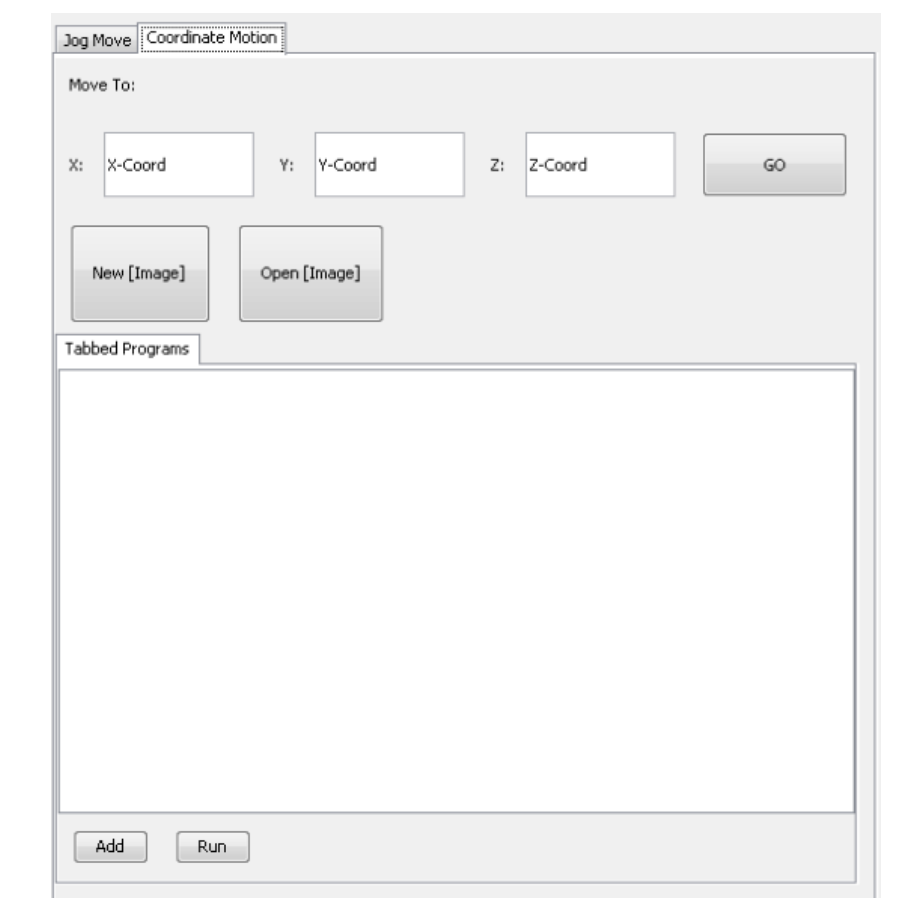 Jog Move Coordinate Motion
Move To:
X: X-Coord Y: Y-Coord Z: Z-Coord GO
New [Image] Open [Image]
Tabbed Programs
Add Run